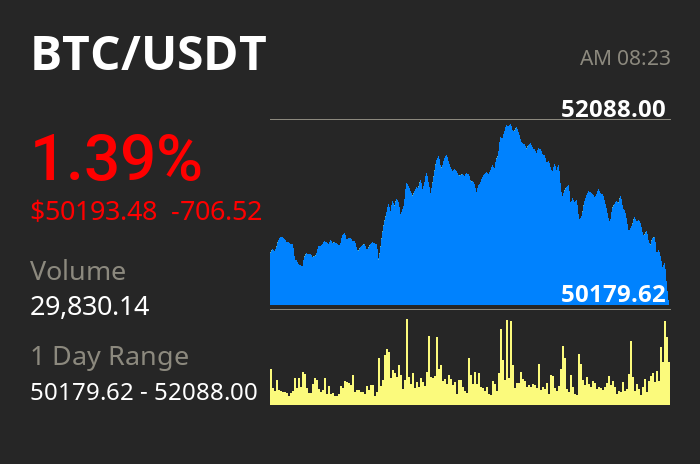 BTC/USDT
AM 08:23
52088.00
1.39%
$50193.48 -706.52
Volume
29,830.14
50179.62
1 Day Range
50179.62 - 52088.00